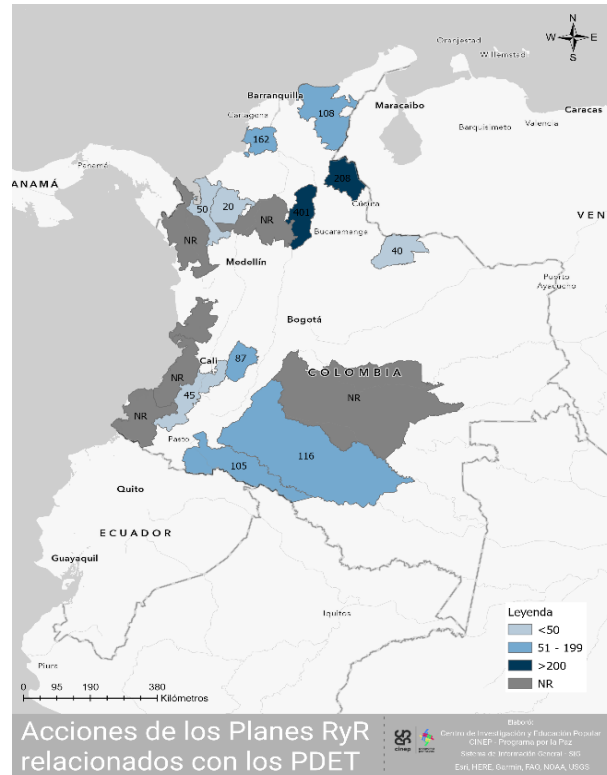 N
W E
S
Oranjestad
Willemstad
Barranquilla
Maracaibo
Caracas
Cartagena
108
Barquisimeto
Valencia
162
Panamá
ANAMÁ
208
Cúcuta
50
20
NR
401
VEN
Bucaramanga
NR
40
Medellín
Puerto
Ayacucho
Bogotá
Cali
87
COLOMBIA
NR
NR
45
NR
Pasto
116
105
Quito
ECUADOR
Guayaquil
Iquitos
Leyenda
<50
51 - 199
>200
NR
Piura
0 95 190 380
Kilómetros
Acciones de los Planes RyR
relacionados con los PDET
cinep
Elaboró:
Centro de Investigación y Educación Popular
CINEP - Programa por la Paz
Sistema de Información General - SIG
Esri, HERE, Garmin, FAO, NOAA, USGS